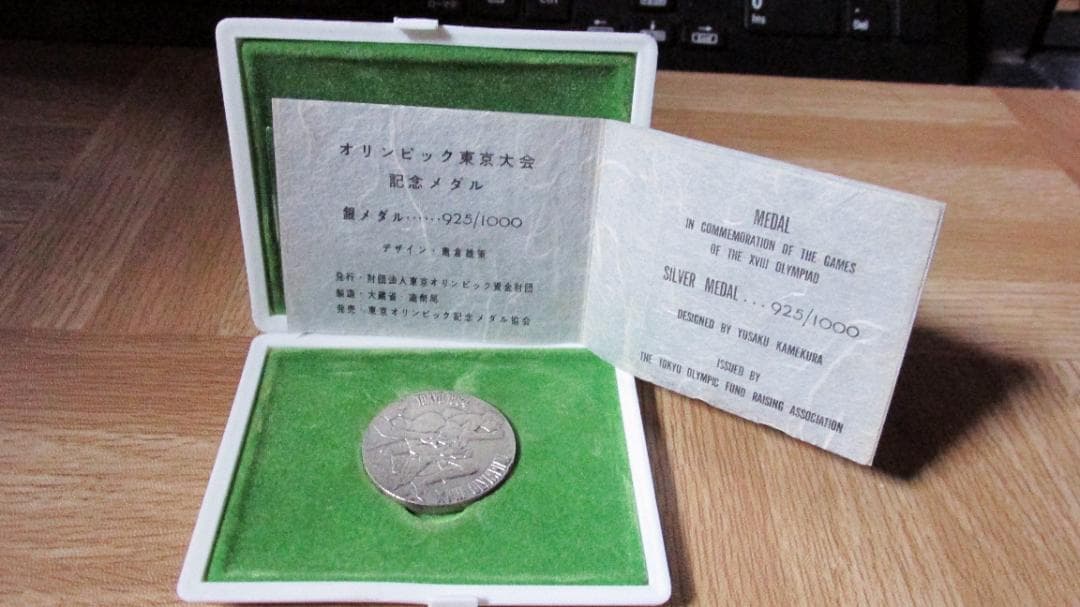 オリンピック東京大会
記念メダル
銀メダル……925/1000
デザイン・亀倉雄策
発行・財団法人東京オリンピック資金財団
製造・大蔵省 造幣局
発売・東京オリンピック記念メダル協会
MEDAL
IN COMMEMORATION OF THE GAMES
OF THE XVIII OLYMPIAD
SILVER MEDAL...925/1000
DESIGNED BY YUSAKU KAMEKURA
ISSUED BY
THE TOKYO OLYMPIC FUND RAISING ASSOCIATION